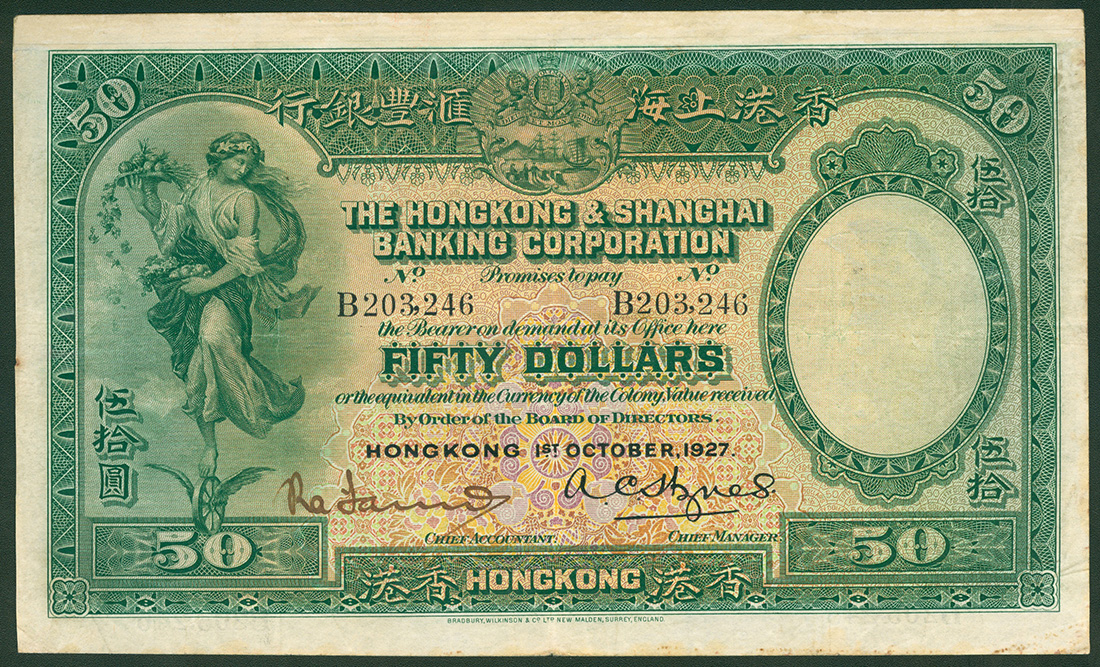 50
香港上海滙豐銀行
50
伍拾
THE HONGKONG & SHANGHAI
BANKING CORPORATION
No. Promises to pay No.
B203,246 B203,246
the Bearer on demand at its Office here
FIFTY DOLLARS
or the equivalent in the Currency of the Colony, Value received
By Order of the BOARD OF DIRECTORS.
HONGKONG 1ST OCTOBER, 1927.
伍拾圓
伍拾
A.C. Hynes.
CHIEF ACCOUNTANT. CHIEF MANAGER.
50
50
香港 HONGKONG 香港
BRADBURY, WILKINSON & Co. LTD. NEW MALDEN, SURREY, ENGLAND.